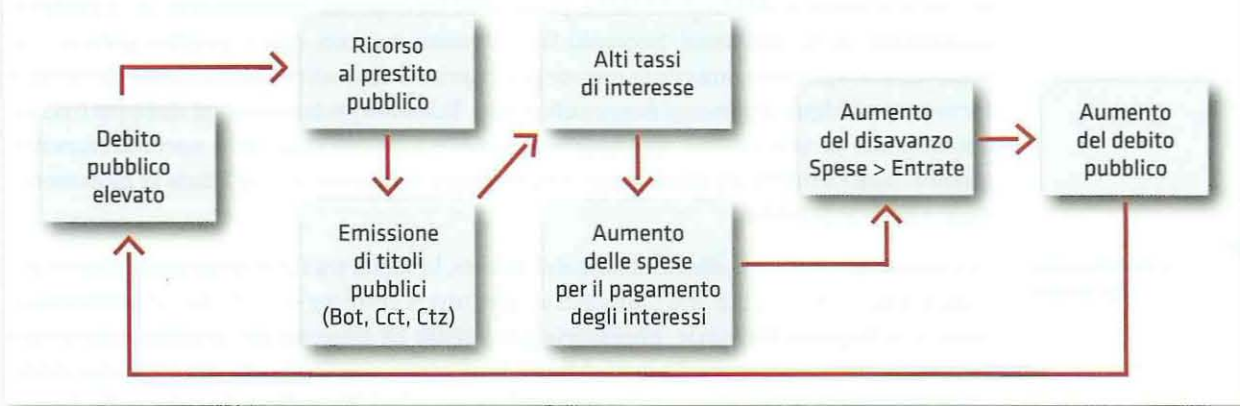 Debito
pubblico
elevato
Ricorso
al prestito
pubblico
Emissione
di titoli
pubblici
(Bot, Cct, Ctz)
Alti tassi
di interesse
Aumento
delle spese
per il pagamento
degli interessi
Aumento
del disavanzo
Spese > Entrate
Aumento
del debito
pubblico